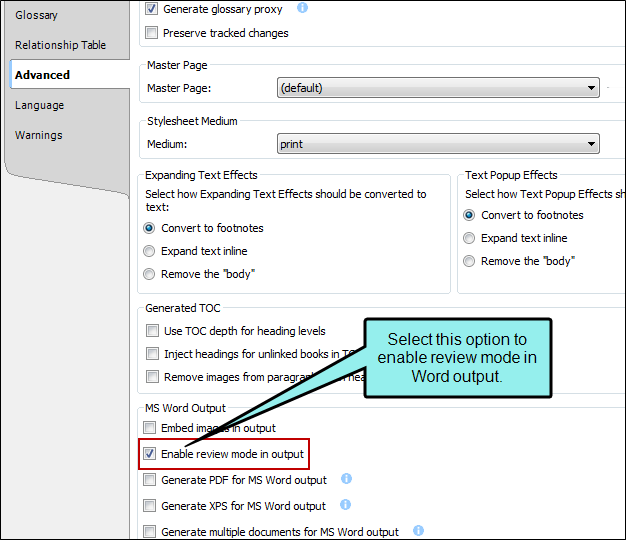 Glossary
Relationship Table
Advanced
Language
Warnings
Generate glossary proxy
Preserve tracked changes
Master Page
Master Page: (default)
Stylesheet Medium
Medium: print
Expanding Text Effects
Select how Expanding Text Effects should be converted to
text:
Convert to footnotes
Expand text inline
Remove the "body"
Text Popup Effects
Select how Text Popup Effects sh
Convert to footnotes
Expand text inline
Remove the "body"
Generated TOC
Use TOC depth for heading levels
Inject headings for unlinked books in T
Remove images from paragrap hea
Select this option to
enable review mode in
Word output.
MS Word Output
Embed images in output
Enable review mode in output
Generate PDF for MS Word output
Generate XPS for MS Word output
Generate multiple documents for MS Word output